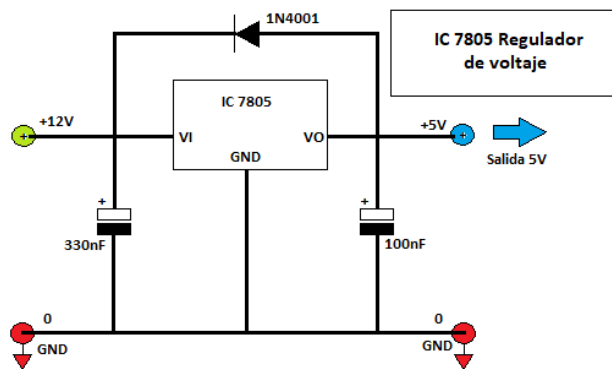 1N4001
IC 7805 Regulador
de voltaje
IC 7805
+12V
VI
VO
+5V
GND
Salida 5V
+
330nF
+
100nF
0
GND
0
GND